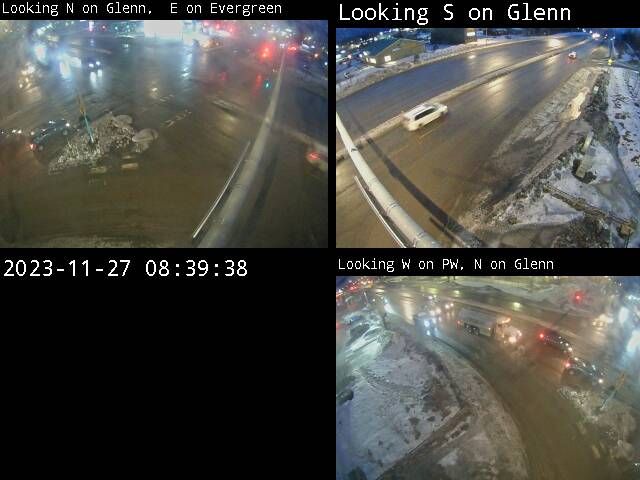 Looking N on Glenn,  E on Evergreen
Looking S on Glenn
2023-11-27 08:39:38
Looking W on PW, N on Glenn